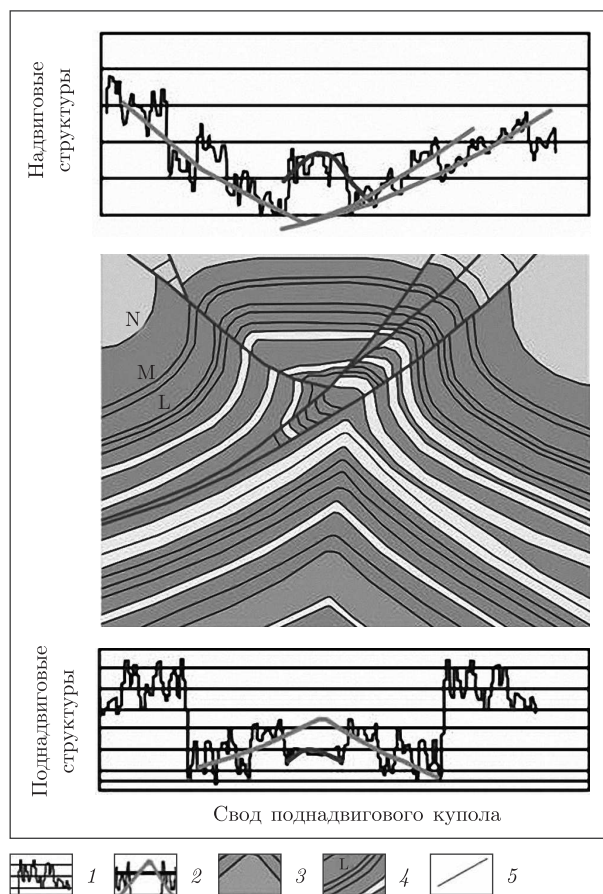 Надвиговые
структуры
N
M
L
Поднадвиговые
структуры
Свод поднадвигового купола
1
2
3
L
4
5